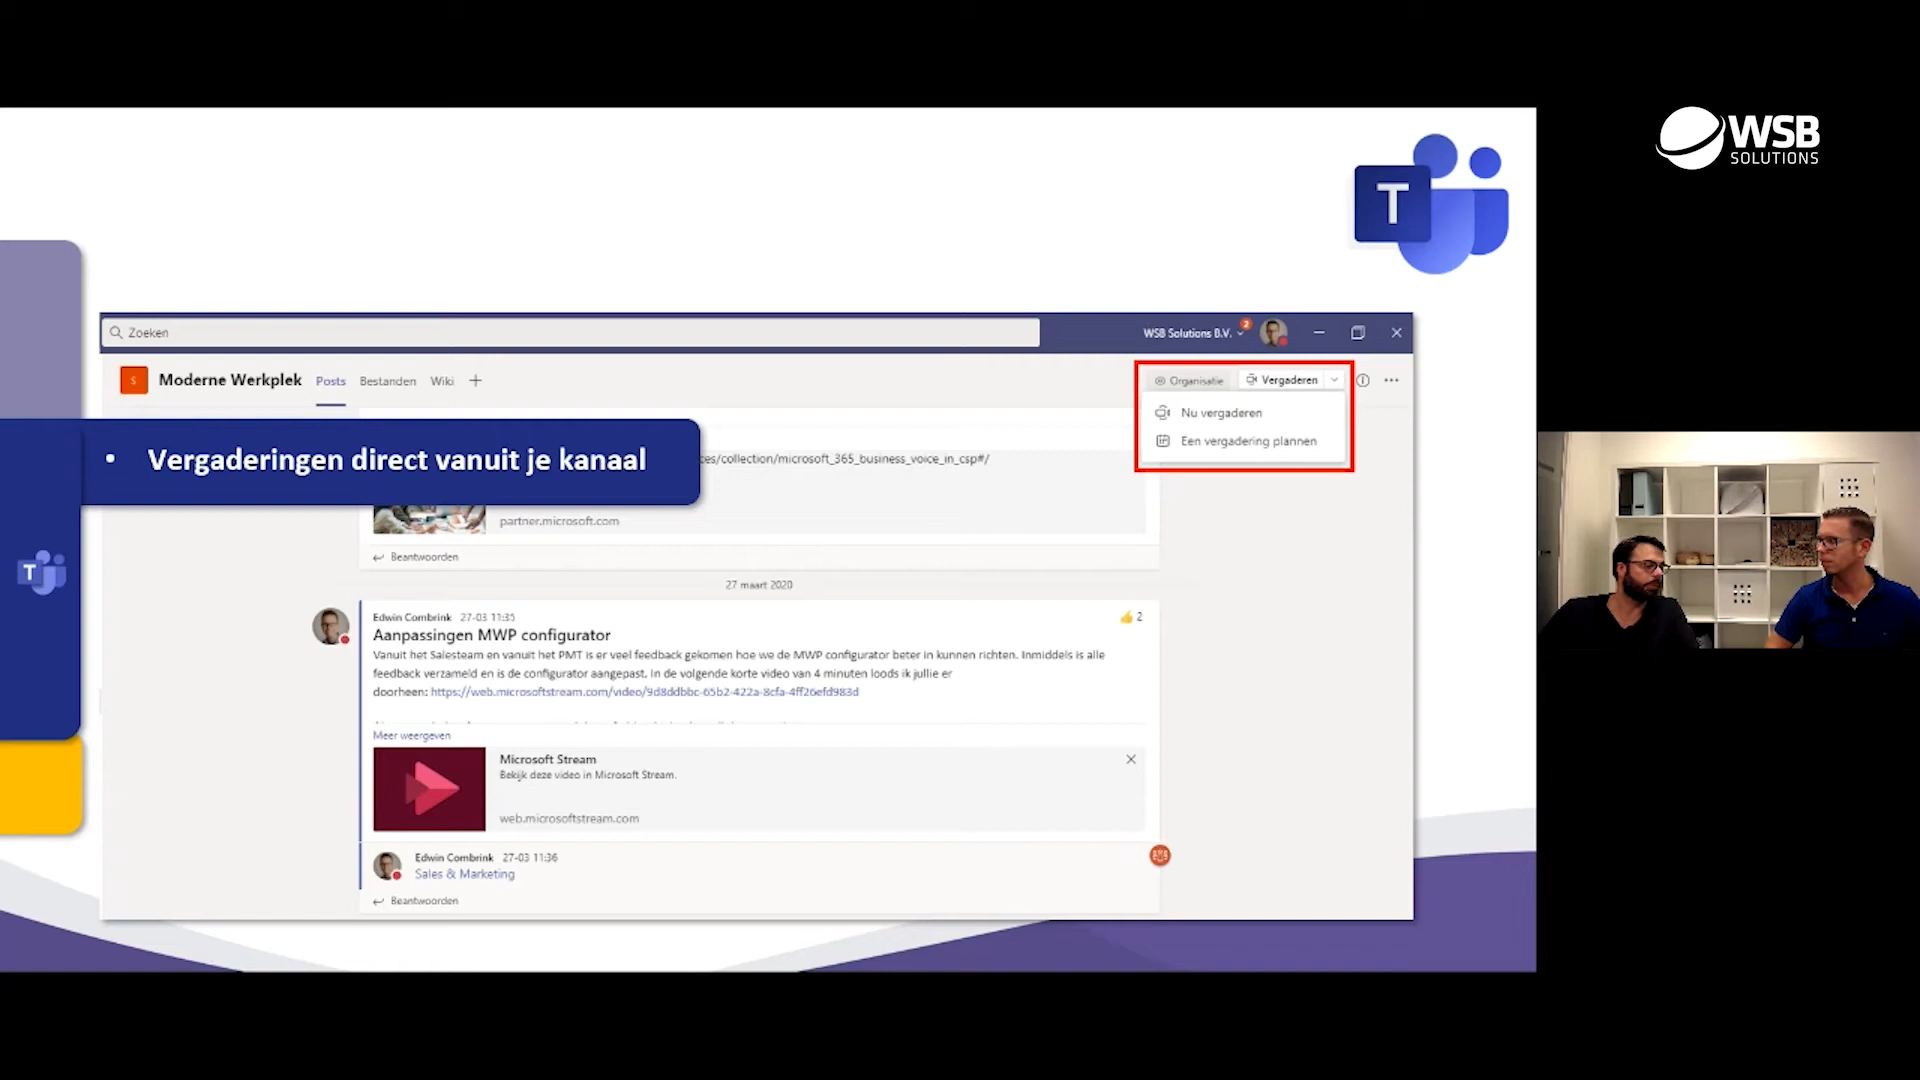 WSB
SOLUTIONS
T
Zoeken
WSB Solutions B.V.
2
S
Moderne Werkplek
Posts
Bestanden
Wiki
Organisatie
Vergaderen
Nu vergaderen
Een vergadering plannen
• Vergaderingen direct vanuit je kanaal
ces/collection/microsoft_365_business_voice_in_csp#/
partner.microsoft.com
Beantwoorden
27 maart 2020
T
Edwin Combrink 27-03 11:35
2
Aanpassingen MWP configurator
Vanuit het Salesteam en vanuit het PMT is er veel feedback gekomen hoe we de MWP configurator beter in kunnen richten. Inmiddels is alle
feedback verzameld en is de configurator aangepast. In de volgende korte video van 4 minuten loods ik jullie er
doorheen: https://web.microsoftstream.com/video/9d8ddbbc-65b2-422a-8cfa-4ff26efd983d
Meer weergeven
Microsoft Stream
Bekijk deze video in Microsoft Stream.
web.microsoftstream.com
Edwin Combrink 27-03 11:36
Sales & Marketing
Beantwoorden